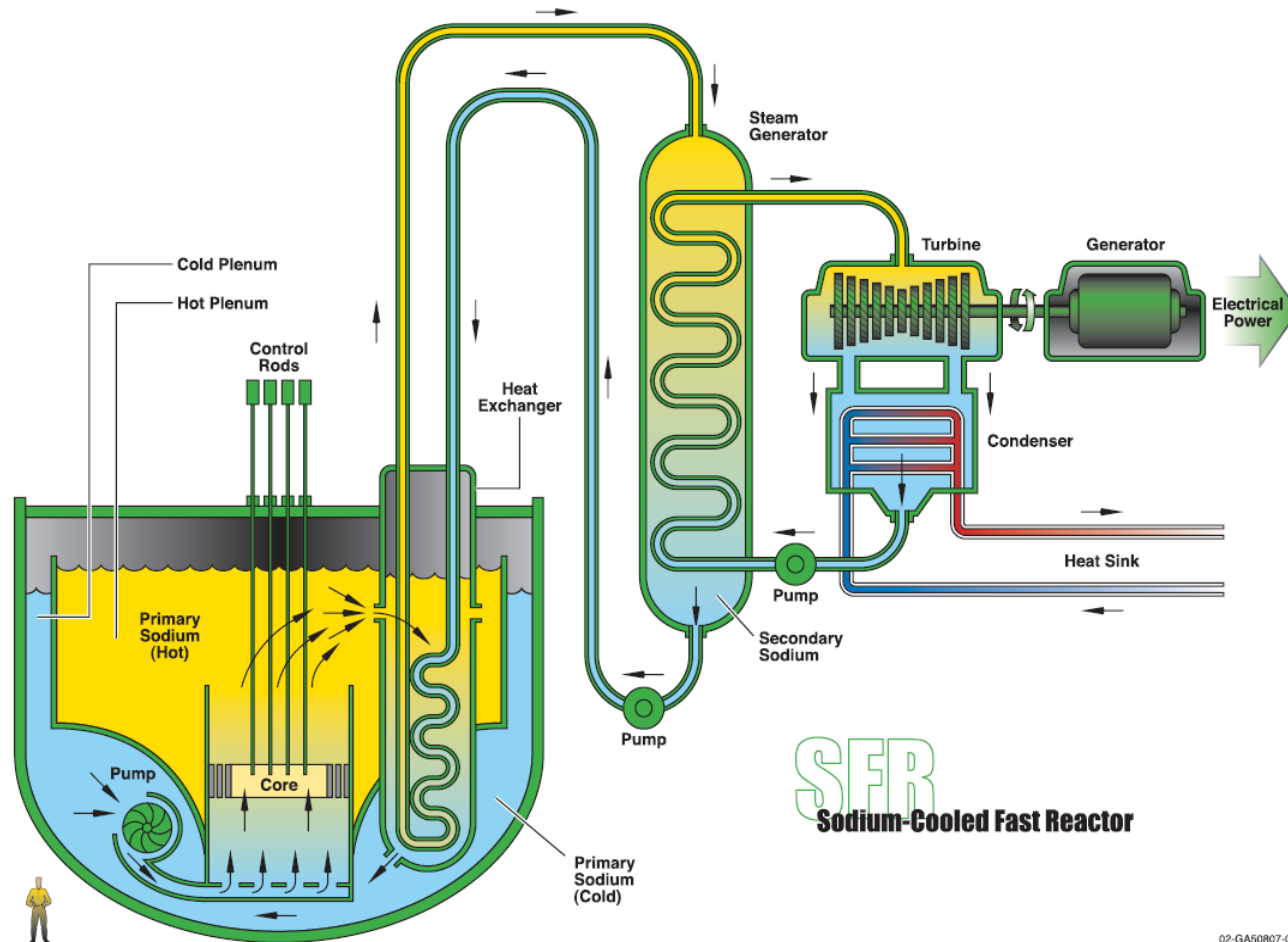 Steam
Generator
Cold Plenum
Hot Plenum
Control
Rods
Heat
Exchanger
Turbine
Generator
Electrical
Power
Condenser
Heat Sink
Pump
Primary
Sodium
(Hot)
Secondary
Sodium
Pump
Pump
Core
Primary
Sodium
(Cold)
SFR
Sodium-Cooled Fast Reactor